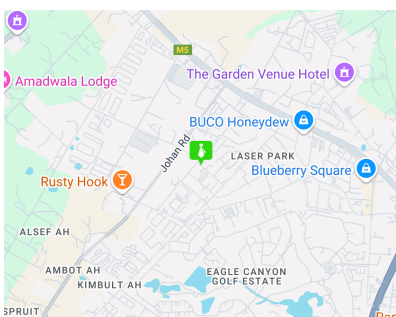 M5
The Garden Venue Hotel
Amadwala Lodge
BUCO Honeydew
Johan Rd
LASER PARK
Blueberry Square
Rusty Hook
ALSEF AH
AMBOT AH
EAGLE CANYON
GOLF ESTATE
KIMBULT AH
SPRUIT